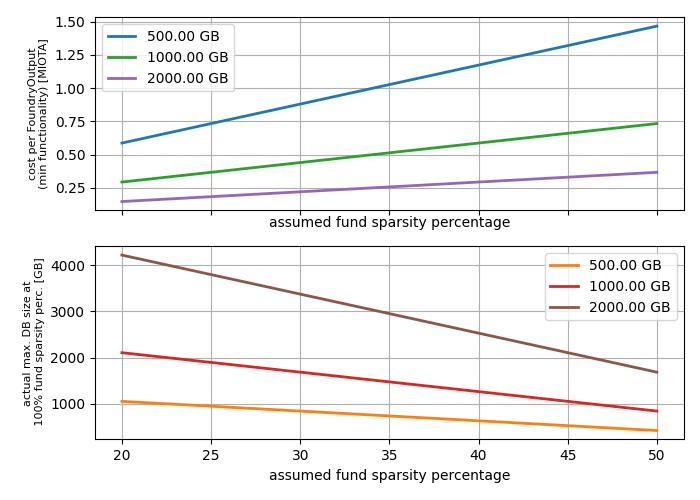 cost per FoundryOutput
(min functionality) [MIOTA]
1.50
1.25
1.00
0.75
0.50
0.25
500.00 GB
1000.00 GB
2000.00 GB
assumed fund sparsity percentage
actual max. DB size at
100% fund sparsity perc. [GB]
4000
3000
2000
1000
500.00 GB
1000.00 GB
2000.00 GB
20 25 30 35 40 45 50
assumed fund sparsity percentage